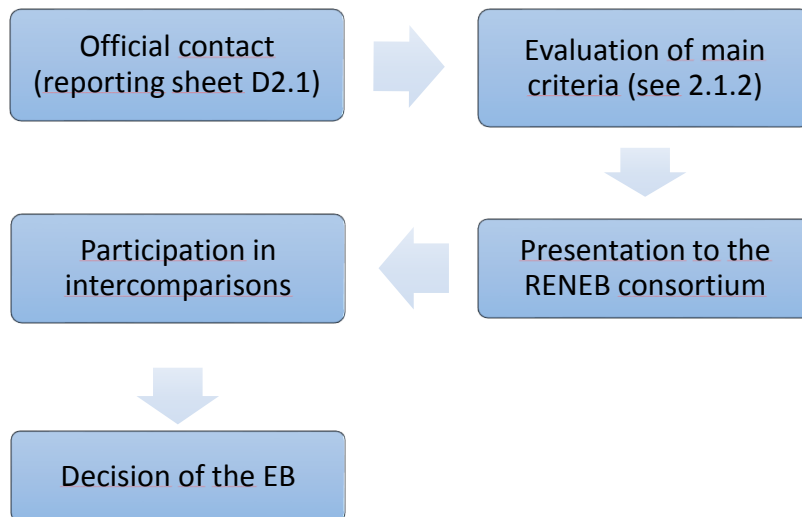 Official contact
(reporting sheet D2.1)
Evaluation of main
criteria (see 2.1.2)
Presentation to the
RENEB consortium
Participation in
intercomparisons
Decision of the EB